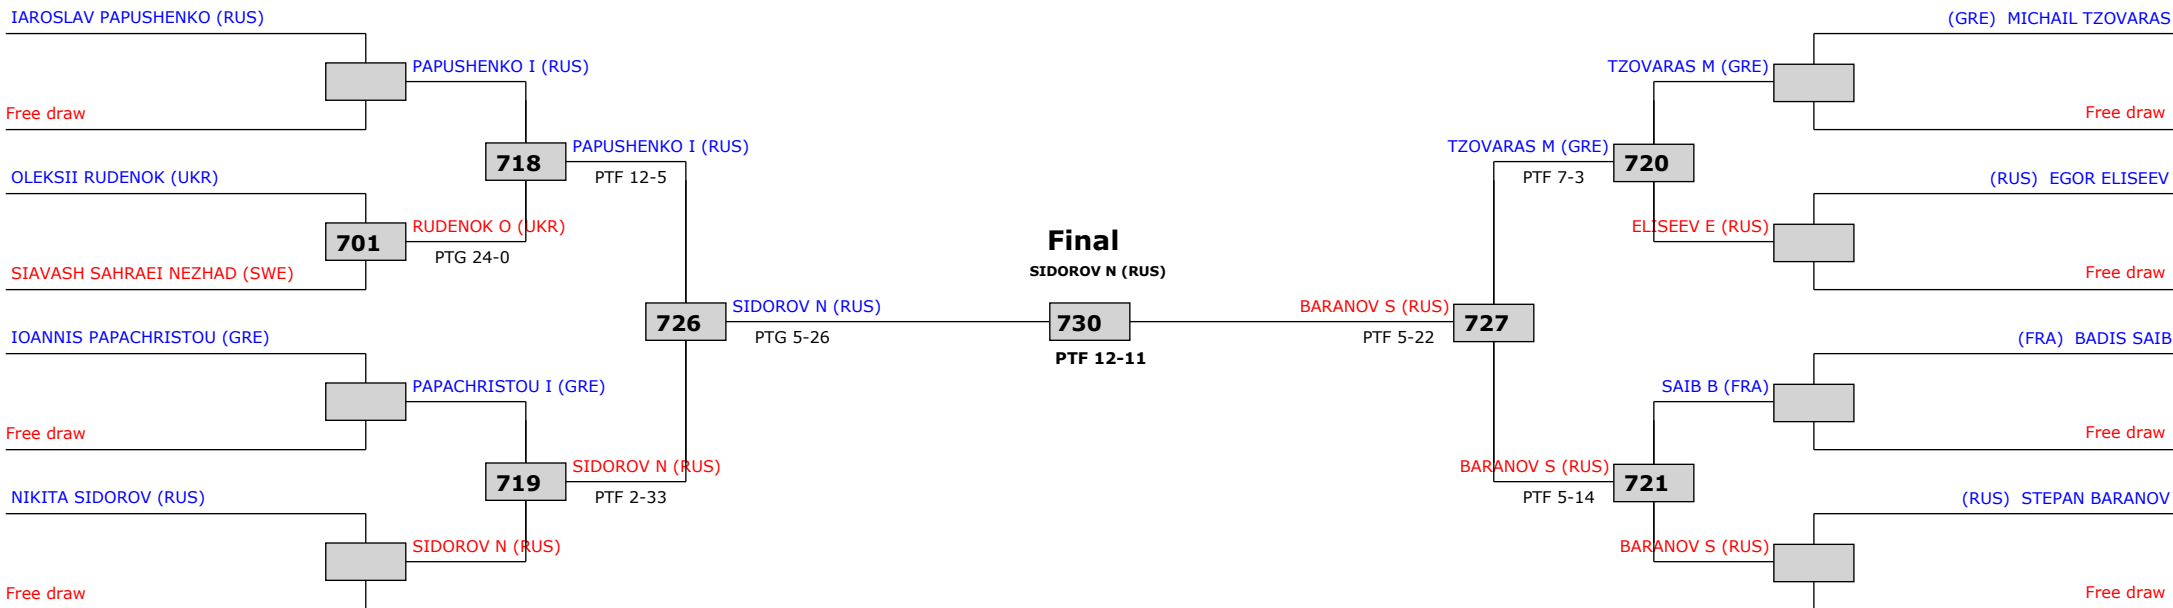 IAROSLAV PAPUSHENKO (RUS)
(GRE) MICHAIL TZOVARAS
PAPUSHENKO I (RUS)
TZOVARAS M (GRE)
Free draw
Free draw
718
PAPUSHENKO I (RUS)
PTF 12-5
TZOVARAS M (GRE)
PTF 7-3
720
OLEKSII RUDENOK (UKR)
(RUS) EGOR ELISEEV
701
RUDENOK O (UKR)
PTG 24-0
ELISEEV E (RUS)
SIAVASH SAHRAEI NEZHAD (SWE)
Free draw
Final
SIDOROV N (RUS)
726
SIDOROV N (RUS)
PTG 5-26
730
PTF 12-11
BARANOV S (RUS)
PTF 5-22
727
IOANNIS PAPACHRISTOU (GRE)
(FRA) BADIS SAIB
PAPACHRISTOU I (GRE)
SAIB B (FRA)
Free draw
Free draw
719
SIDOROV N (RUS)
PTF 2-33
BARANOV S (RUS)
PTF 5-14
721
NIKITA SIDOROV (RUS)
(RUS) STEPAN BARANOV
SIDOROV N (RUS)
BARANOV S (RUS)
Free draw
Free draw